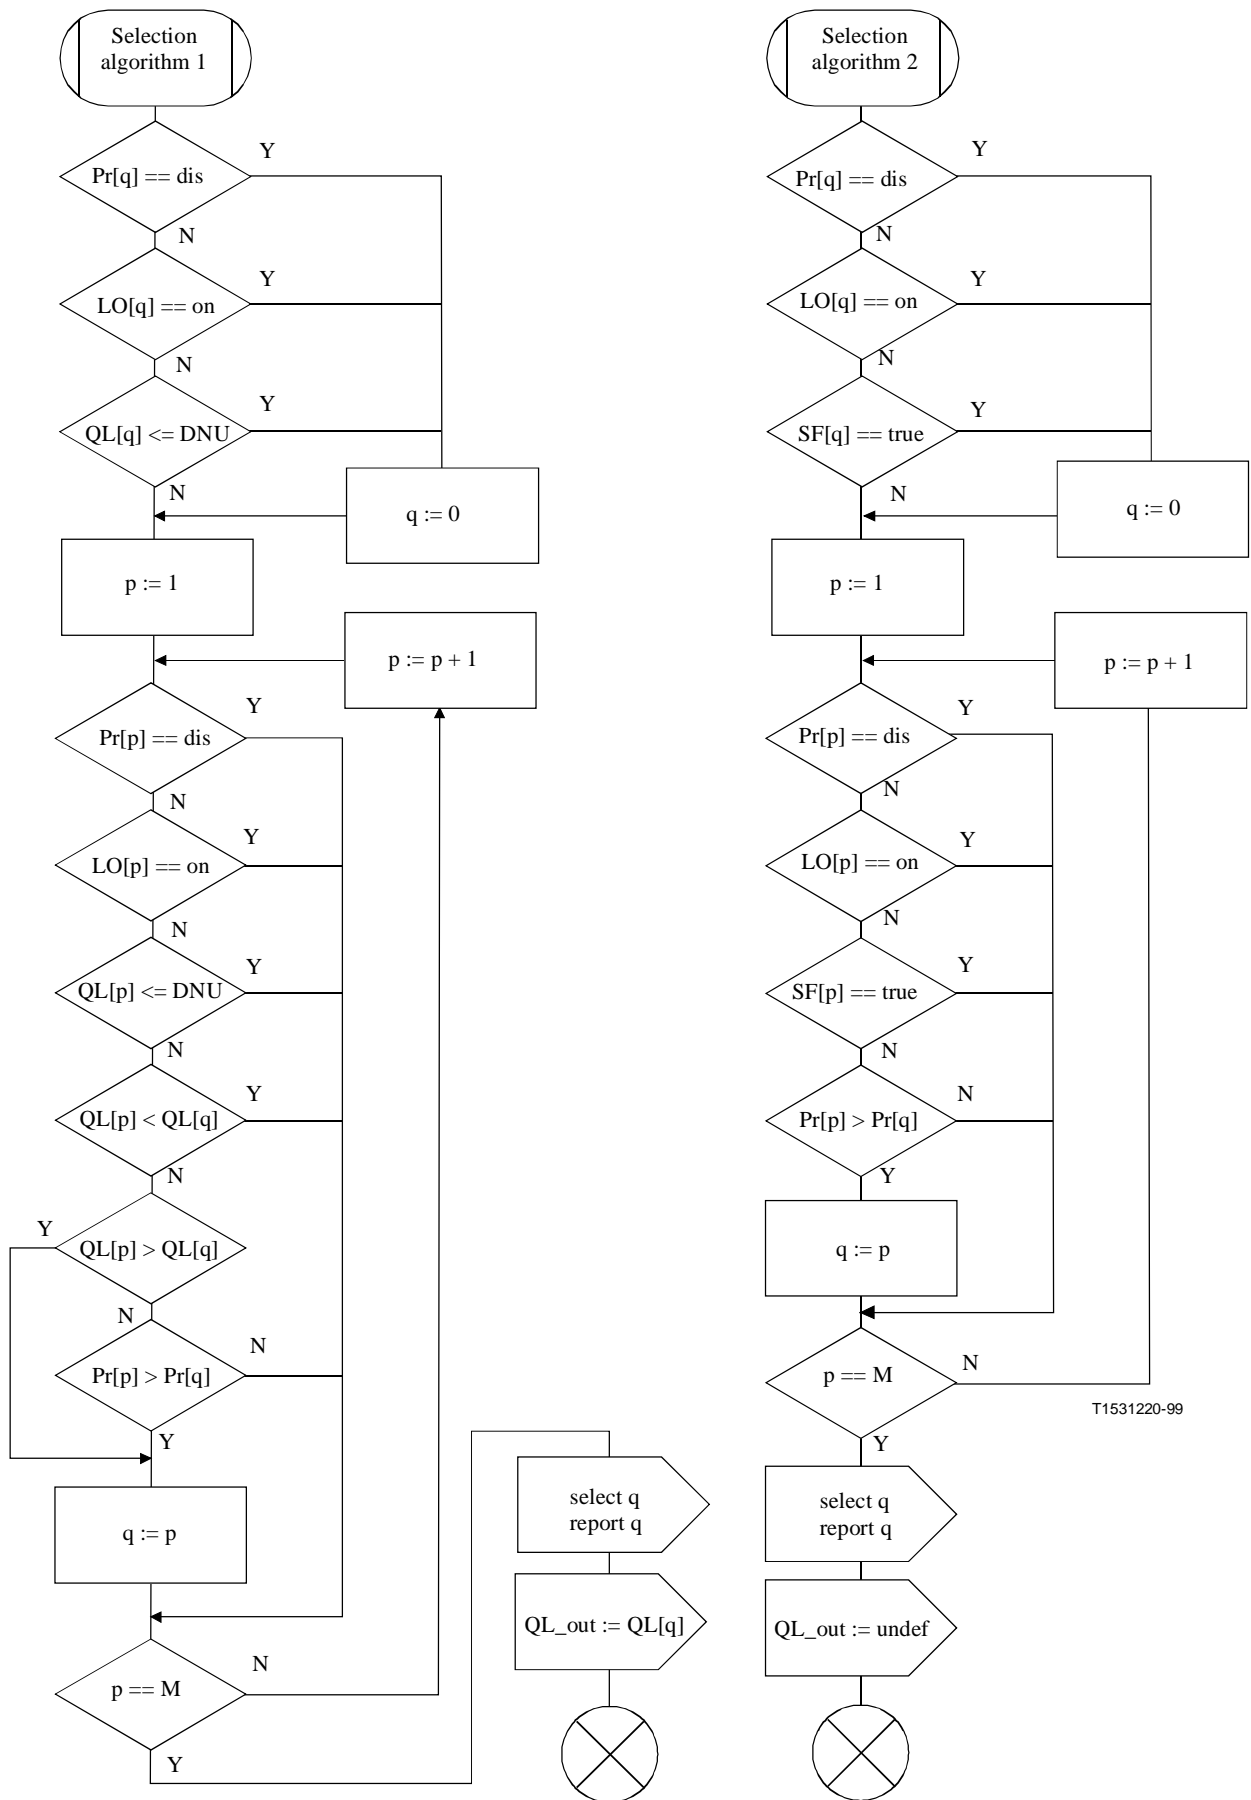 Selection
algorithm 1
Y
Pr[q] == dis
N
Y
LO[q] == on
N
Y
QL[q] <= DNU
N
q := 0
p := 1
p := p + 1
Y
Pr[p] == dis
N
Y
LO[p] == on
N
Y
QL[p] <= DNU
N
Y
QL[p] < QL[q]
N
Y
QL[p] > QL[q]
N
N
Pr[p] > Pr[q]
Y
q := p
N
p == M
Y
select q
report q
QL_out := QL[q]
Selection
algorithm 2
Y
Pr[q] == dis
N
Y
LO[q] == on
N
Y
SF[q] == true
N
q := 0
p := 1
p := p + 1
Y
Pr[p] == dis
N
Y
LO[p] == on
N
Y
SF[p] == true
N
N
Pr[p] > Pr[q]
Y
q := p
N
p == M
T1531220-99
Y
select q
report q
QL_out := undef